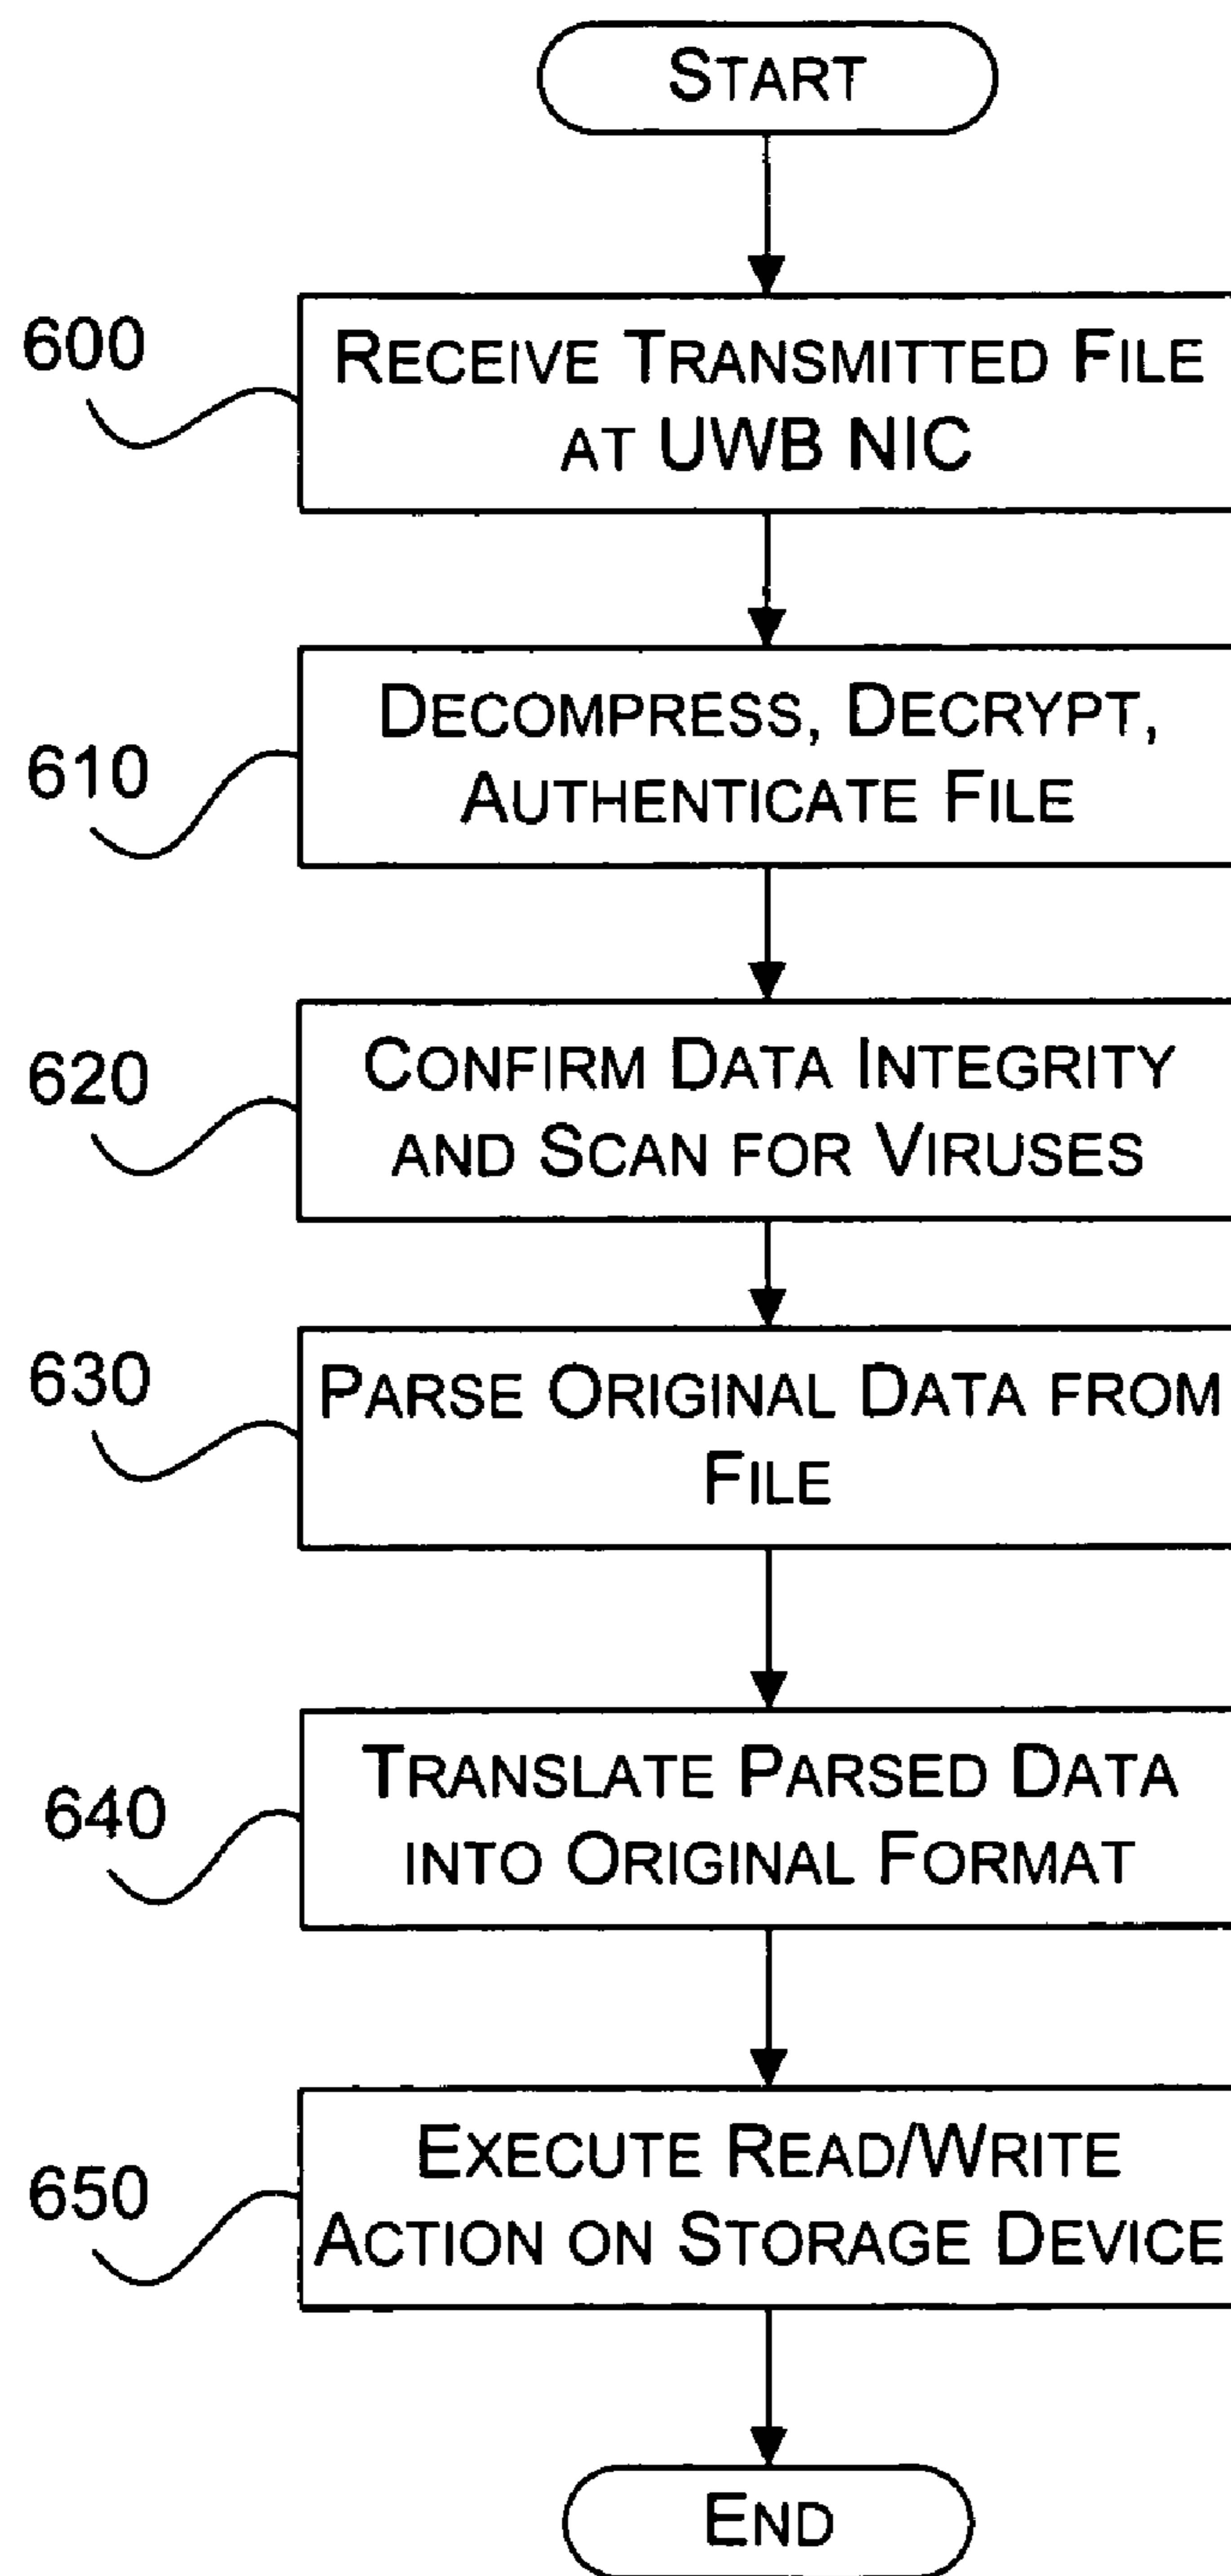 START
600
RECEIVE TRANSMITTED FILE
AT UWB NIC
610
DECOMPRESS, DECRYPT,
AUTHENTICATE FILE
620
CONFIRM DATA INTEGRITY
AND SCAN FOR VIRUSES
630
PARSE ORIGINAL DATA FROM
FILE
640
TRANSLATE PARSED DATA
INTO ORIGINAL FORMAT
650
EXECUTE READ/WRITE
ACTION ON STORAGE DEVICE
END